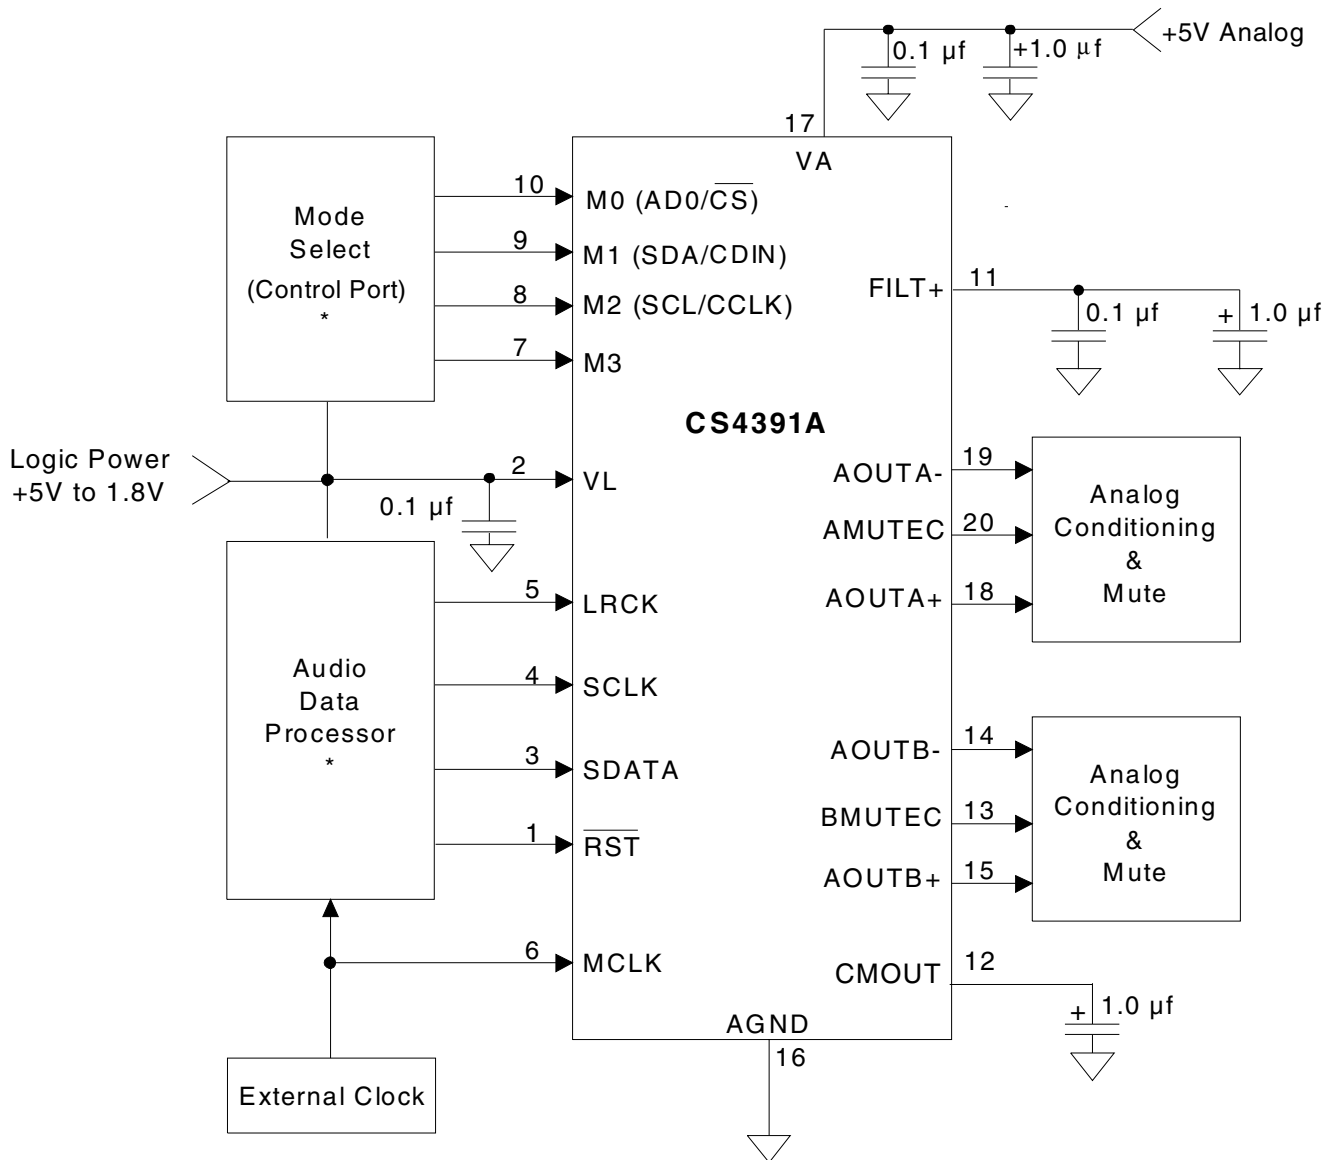 +5V Analog
0.1 µf
+1.0 µf
17
VA
Mode
Select
(Control Port)
*
10
M0 (AD0/CS)
9
M1 (SDA/CDIN)
8
M2 (SCL/CCLK)
7
M3
FILT+
11
0.1 µf
+ 1.0 µf
CS4391A
Logic Power
+5V to 1.8V
2
VL
0.1 µf
AOUTA-
19
AMUTEC
20
AOUTA+
18
Analog
Conditioning
&
Mute
Audio
Data
Processor
*
5
LRCK
4
SCLK
3
SDATA
1
RST
AOUTB-
14
BMUTEC
13
AOUTB+
15
Analog
Conditioning
&
Mute
6
MCLK
CMOUT
12
+ 1.0 µf
AGND
16
External Clock